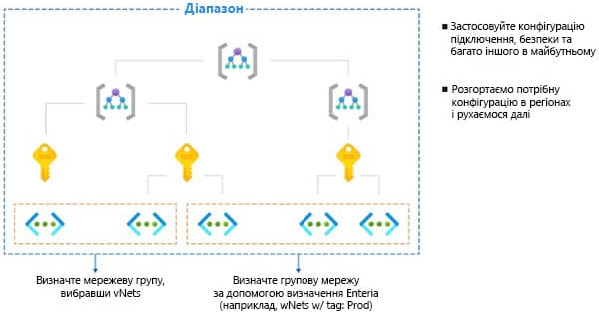 Діапазон
■ Застосовуйте конфігурацію
підключення, безпеки та
багато іншого в майбутньому
■ Розгортаємо потрібну
конфігурацію в регіонах
і рухаємося далі
Визначте мережеву групу,
вибравши vNets
Визначте групову мережу
за допомогою визначення Enteria
(наприклад, wNets w/ tag: Prod)